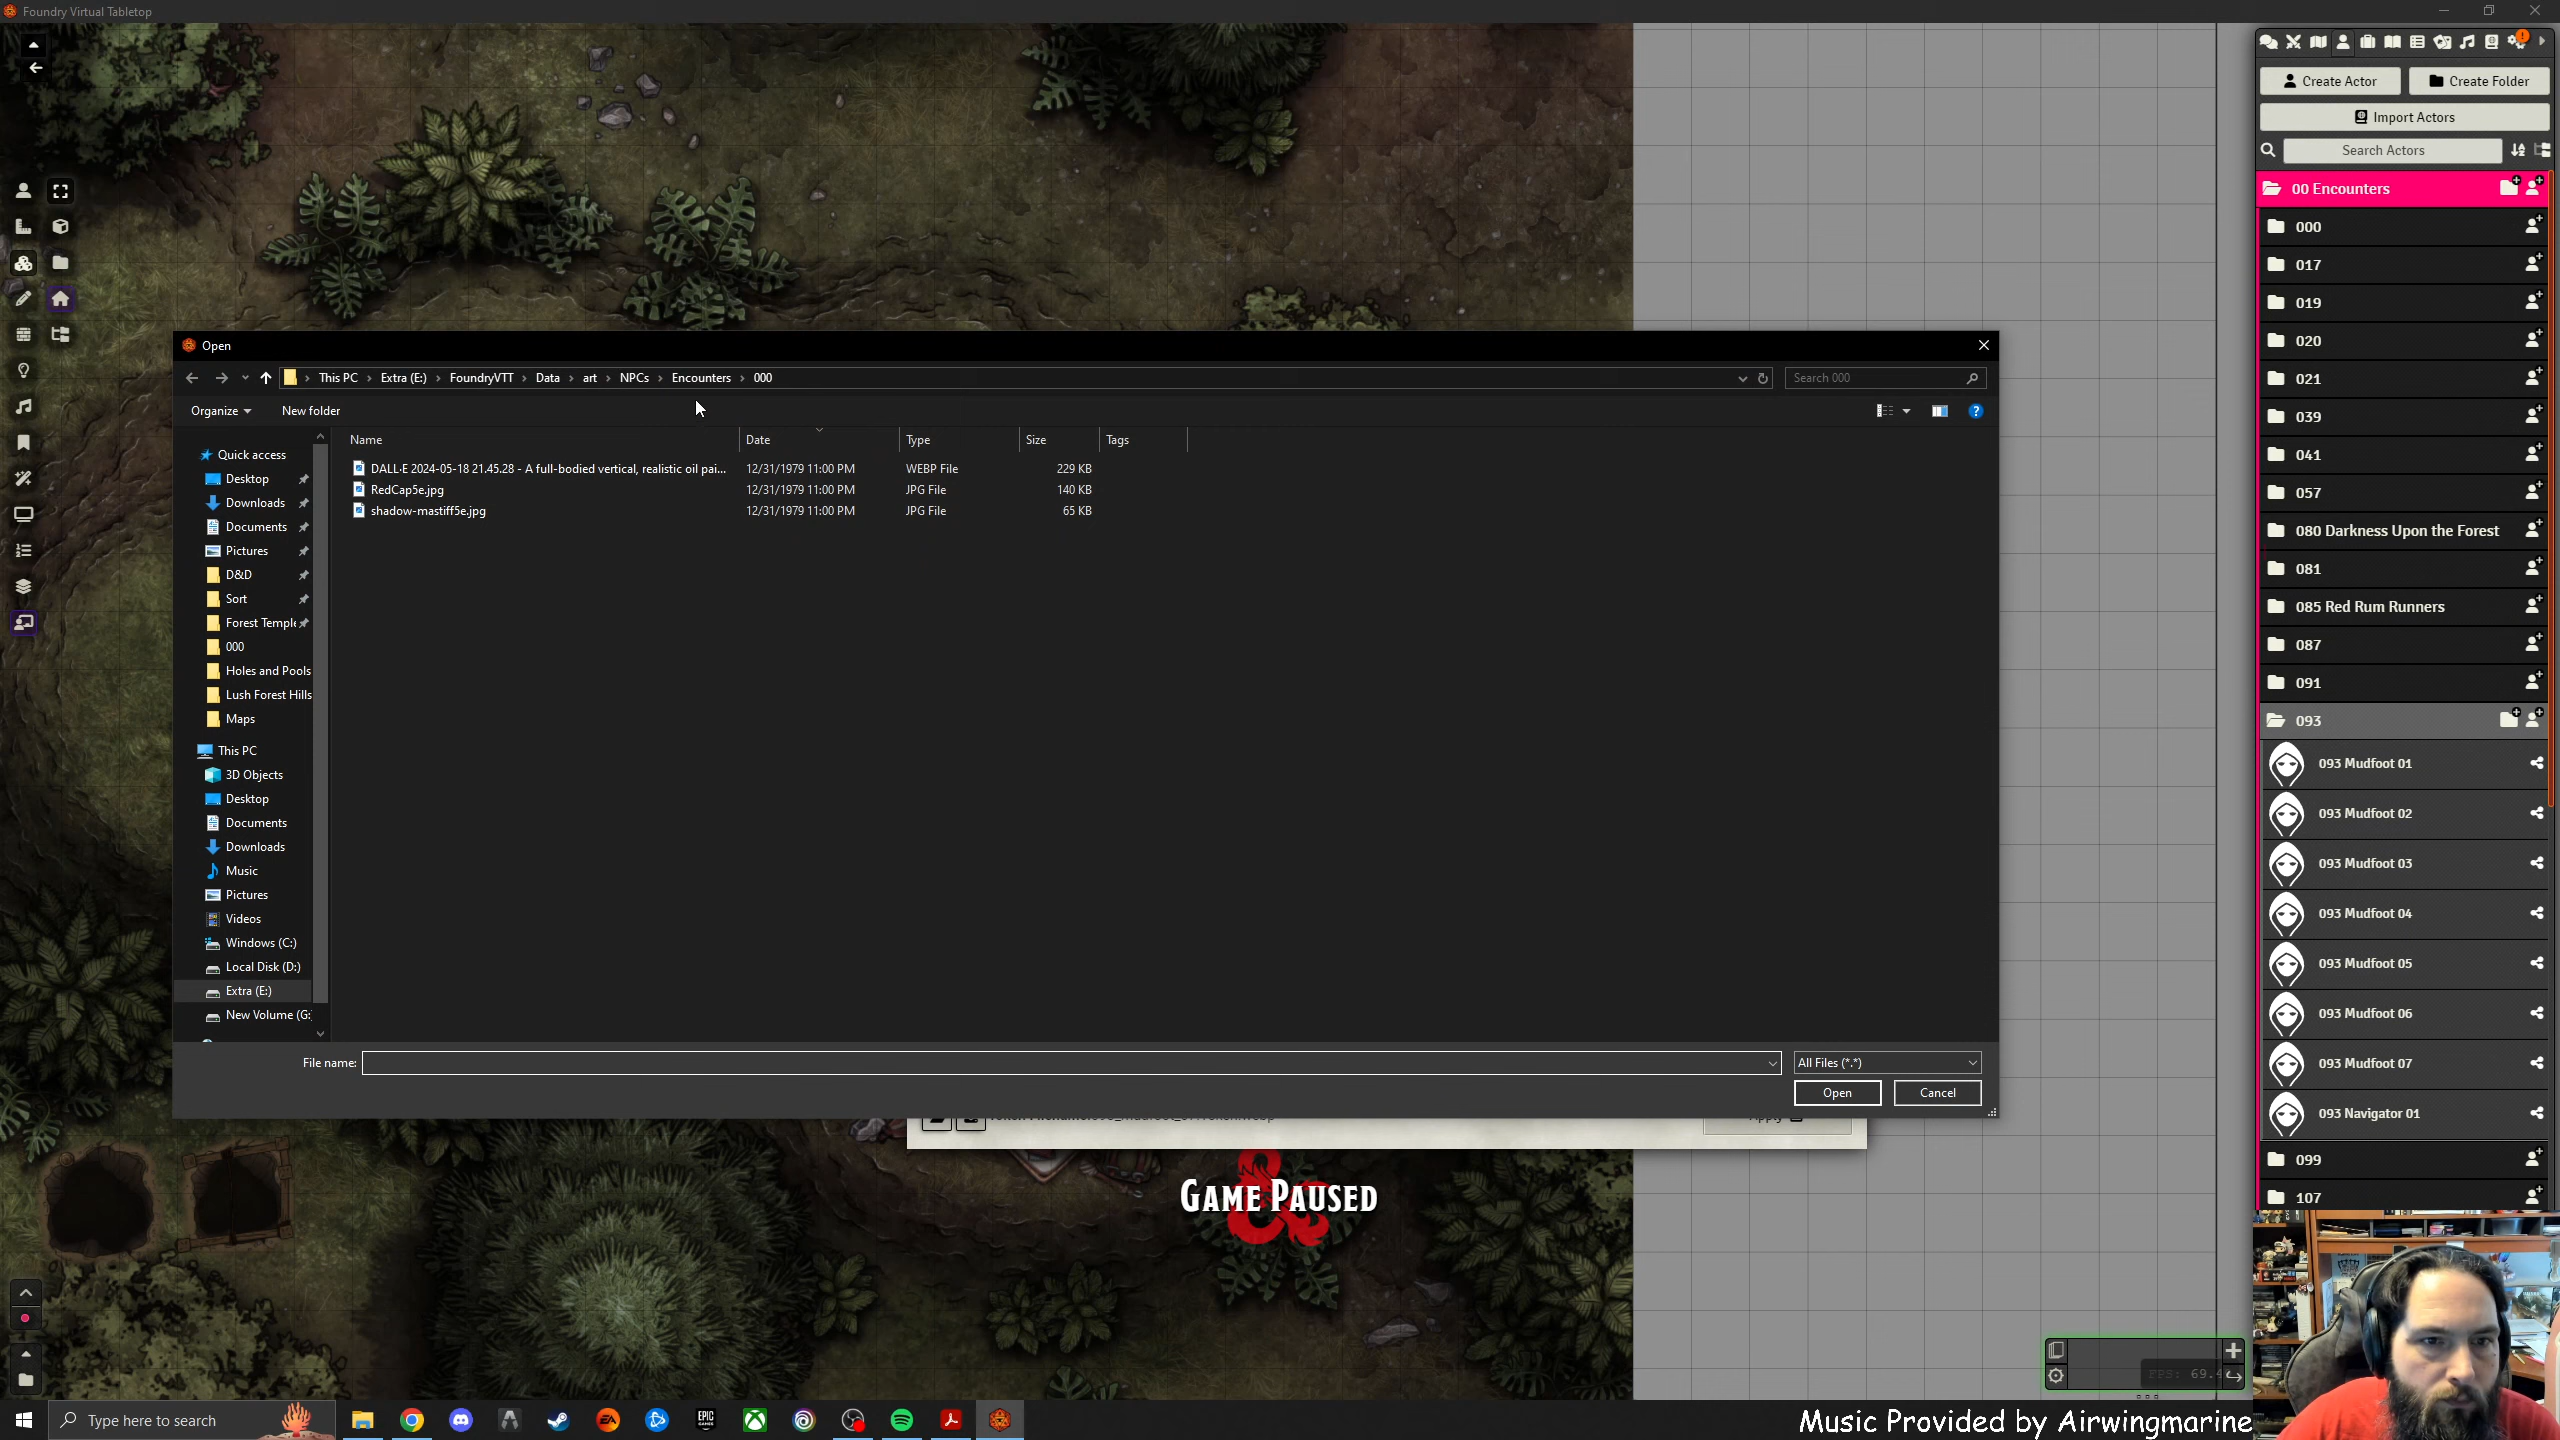 Foundry Virtual Tabletop
Create Actor
Create Folder
Import Actors
Search Actors
00 Encounters
000
017
019
020
021
039
041
057
080 Darkness Upon the Forest
081
085 Red Rum Runners
087
091
093
093 Mudfoot 01
093 Mudfoot 02
093 Mudfoot 03
093 Mudfoot 04
093 Mudfoot 05
093 Mudfoot 06
093 Mudfoot 07
093 Navigator 01
099
107
Open
This PC > Extra (E:) > FoundryVTT > Data > art > NPCs > Encounters > 000
Search 000
Organize
New folder
Name Date Type Size Tags
DALL·E 2024-05-18 21.45.28 - A full-bodied vertical, realistic oil pai... 12/31/1979 11:00 PM WEBP File 229 KB
RedCap5e.jpg 12/31/1979 11:00 PM JPG File 140 KB
shadow-mastiff5e.jpg 12/31/1979 11:00 PM JPG File 65 KB
Quick access
Desktop
Downloads
Documents
Pictures
D&D
Sort
Forest Temple
000
Holes and Pools
Lush Forest Hills
Maps
This PC
3D Objects
Desktop
Documents
Downloads
Music
Pictures
Videos
Windows (C:)
Local Disk (D:)
Extra (E:)
New Volume (G:
File name:
All Files (*.*)
Open
Cancel
GAME PAUSED
FPS: 69.
Type here to search
EPIC GAMES
EA
Music Provided by Airwingmarine